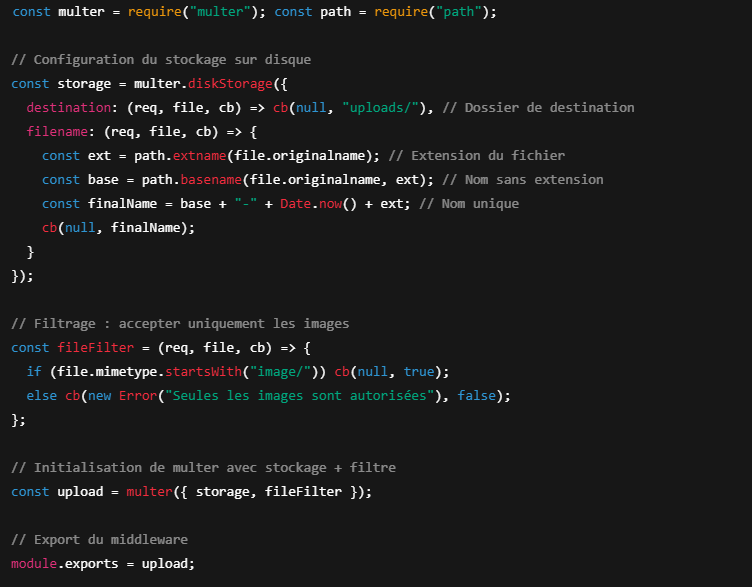 const multer = require("multer"); const path = require("path");
// Configuration du stockage sur disque
const storage = multer.diskStorage({
destination: (req, file, cb) => cb(null, "uploads/"), // Dossier de destination
filename: (req, file, cb) => {
const ext = path.extname(file.originalname); // Extension du fichier
const base = path.basename(file.originalname, ext); // Nom sans extension
const finalName = base + "-" + Date.now() + ext; // Nom unique
cb(null, finalName);
}
});
// Filtrage : accepter uniquement les images
const fileFilter = (req, file, cb) => {
if (file.mimetype.startsWith("image/")) cb(null, true);
else cb(new Error("Seules les images sont autorisées"), false);
};
// Initialisation de multer avec stockage + filtre
const upload = multer({ storage, fileFilter });
// Export du middleware
module.exports = upload;